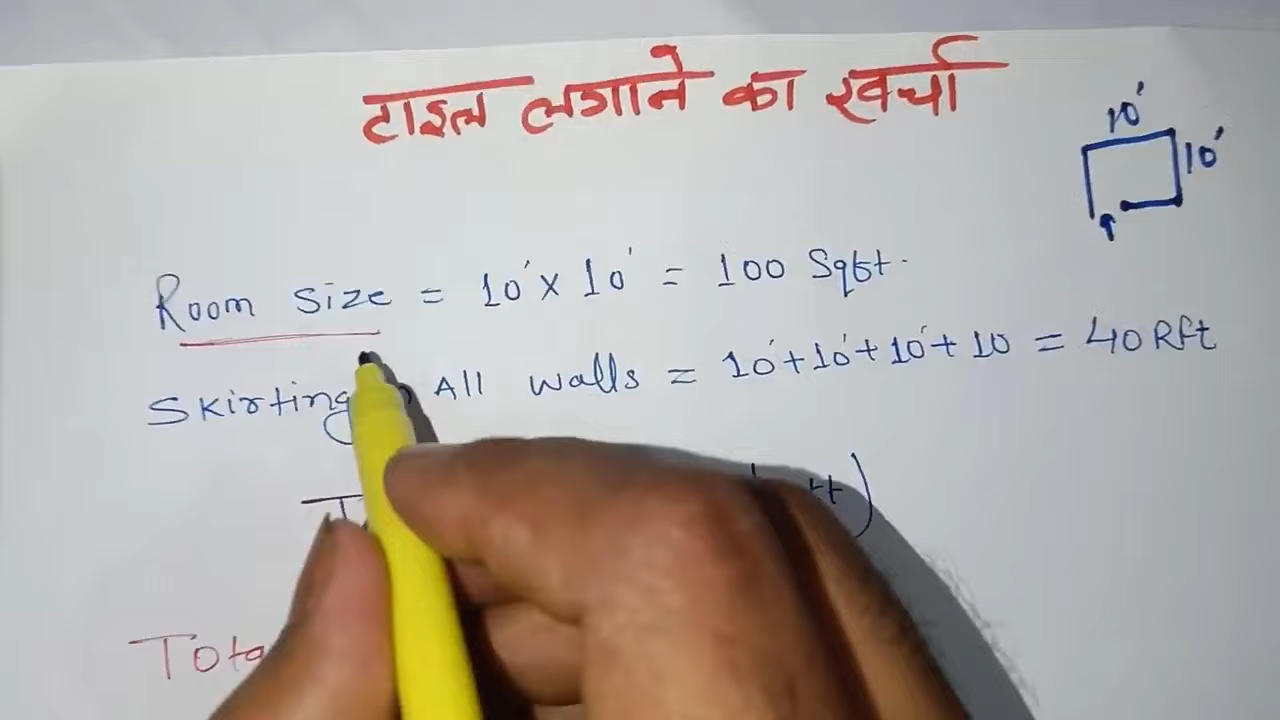 टाइल लगाने का खर्चा
10'
10'
Room Size = 10' x 10' = 100 Sqft.
Skirting All walls = 10'+10'+10'+10 = 40 Rft